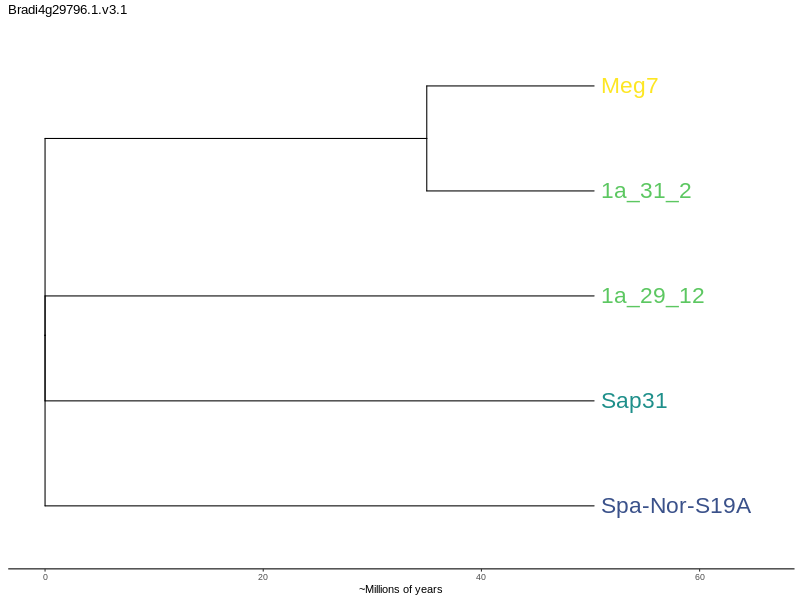 Bradi4g29796.1.v3.1
Meg7
1a_31_2
1a_29_12
Sap31
Spa-Nor-S19A
0 20 40 60
~Millions of years